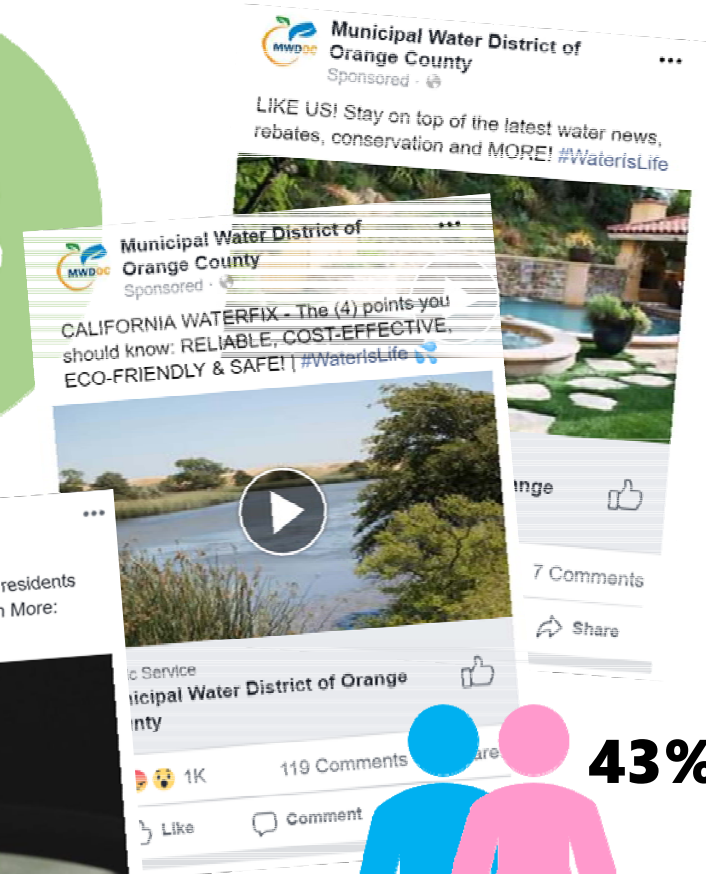 MWDOC
Municipal Water District of
Orange County
•••
Sponsored ·
LIKE US! Stay on top of the latest water news,
rebates, conservation and MORE! #WaterIsLife
MWDOC
Municipal Water District of
Orange County
•••
Sponsored ·
CALIFORNIA WATERFIX - The (4) points you
should know: RELIABLE, COST-EFFECTIVE,
ECO-FRIENDLY & SAFE! | #WaterIsLife 💦
nge
7 Comments
Share
•••
residents
n More:
c Service
icipal Water District of Orange
nty
1K
119 Comments
are
Like
Comment
43%